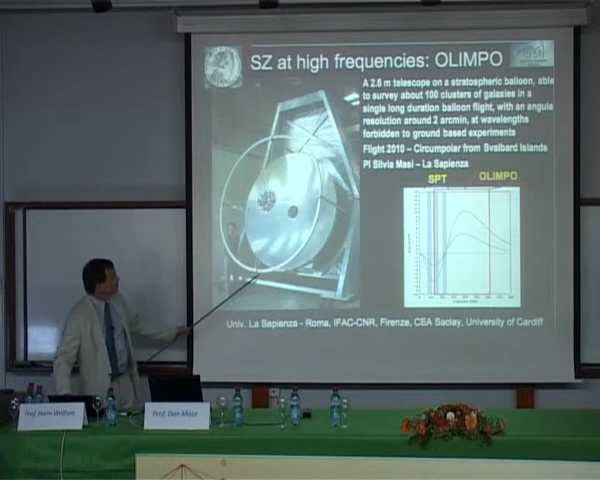 SZ at high frequencies: OLIMPO
A 2.6 m telescope on a stratospheric balloon, able
to survey about 100 clusters of galaxies in a
single long duration balloon flight, with an angula
resolution around 2 arcmin, at wavelengths
forbidden to ground based experiments
Flight 2010 – Circumpolar from Svalbard Islands
PI Silvia Masi – La Sapienza
SPT OLIMPO
Univ. La Sapienza - Roma, IFAC-CNR, Firenze, CEA Saclay, University of Cardiff
Prof. Dan Maoz